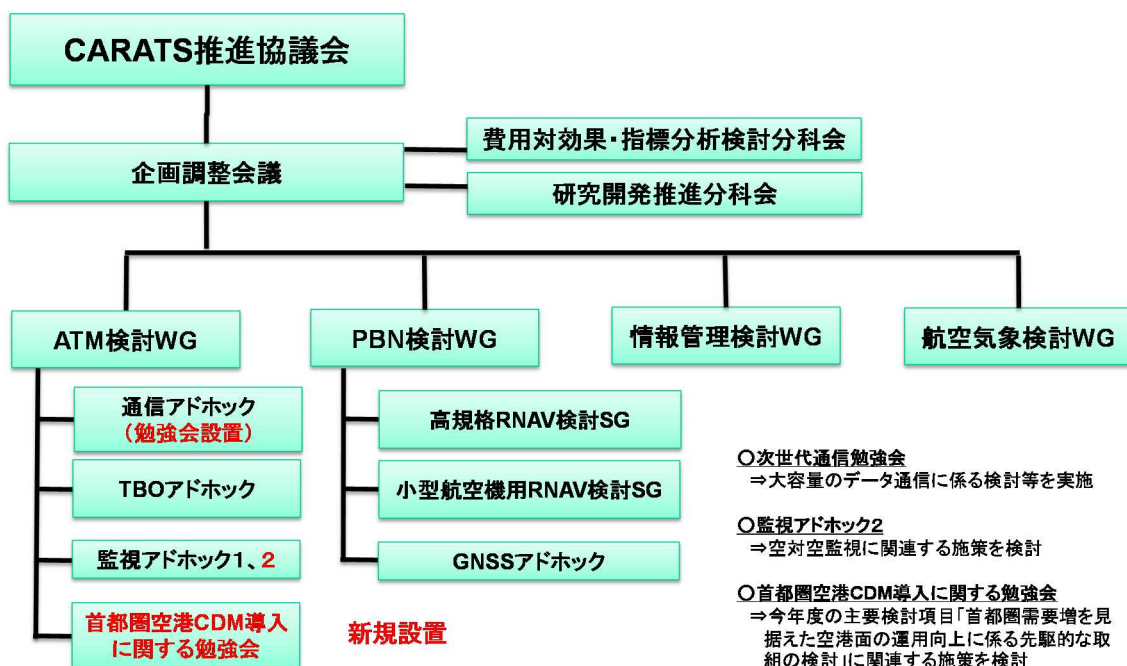 CARATS推進協議会
企画調整会議
費用対効果・指標分析検討分科会
研究開発推進分科会
ATM検討WG
PBN検討WG
情報管理検討WG
航空気象検討WG
通信アドホック
(勉強会設置)
TBOアドホック
監視アドホック1、2
首都圏空港CDM導入
に関する勉強会
高規格RNAV検討SG
小型航空機用RNAV検討SG
GNSSアドホック
新規設置
○次世代通信勉強会
⇒大容量のデータ通信に係る検討等を実施
○監視アドホック2
⇒空対空監視に関連する施策を検討
○首都圏空港CDM導入に関する勉強会
⇒今年度の主要検討項目「首都圏需要増を見
据えた空港面の運用向上に係る先駆的な取
組の検討」に関連する施策を検討